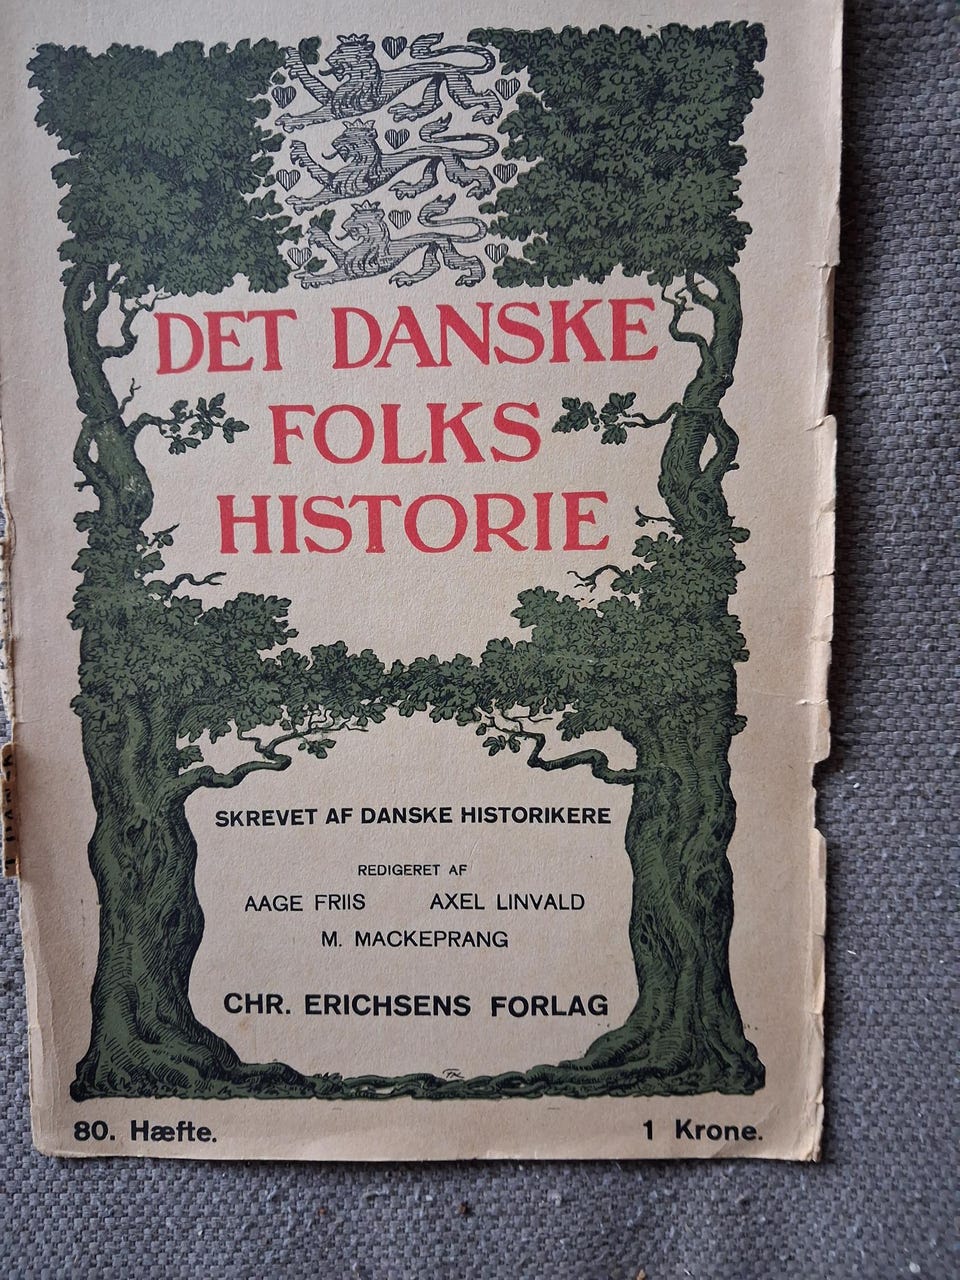 DET DANSKE
FOLKS
HISTORIE
SKREVET AF DANSKE HISTORIKERE
REDIGERET AF
AAGE FRIIS AXEL LINVALD
M. MACKEPRANG
CHR. ERICHSENS FORLAG
80. Hæfte. 1 Krone.